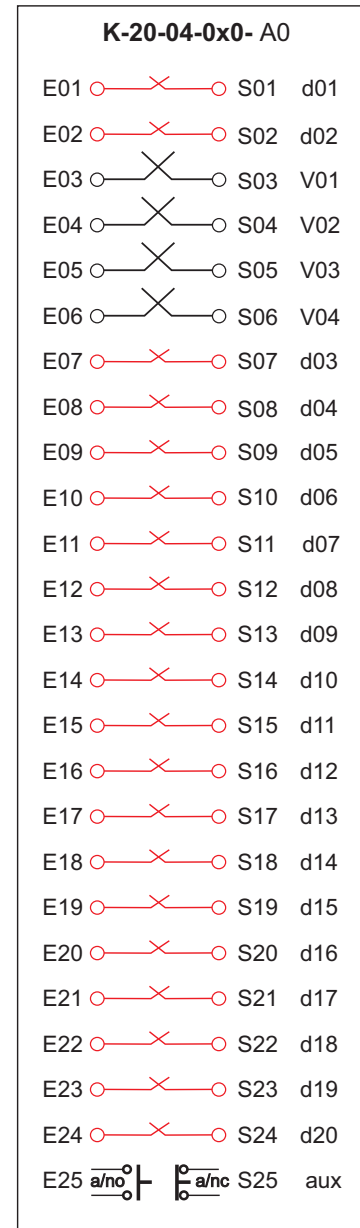 K-20-04-0x0- A0
E01 S01 d01
E02 S02 d02
E03 S03 V01
E04 S04 V02
E05 S05 V03
E06 S06 V04
E07 S07 d03
E08 S08 d04
E09 S09 d05
E10 S10 d06
E11 S11 d07
E12 S12 d08
E13 S13 d09
E14 S14 d10
E15 S15 d11
E16 S16 d12
E17 S17 d13
E18 S18 d14
E19 S19 d15
E20 S20 d16
E21 S21 d17
E22 S22 d18
E23 S23 d19
E24 S24 d20
E25 a/no a/nc S25 aux